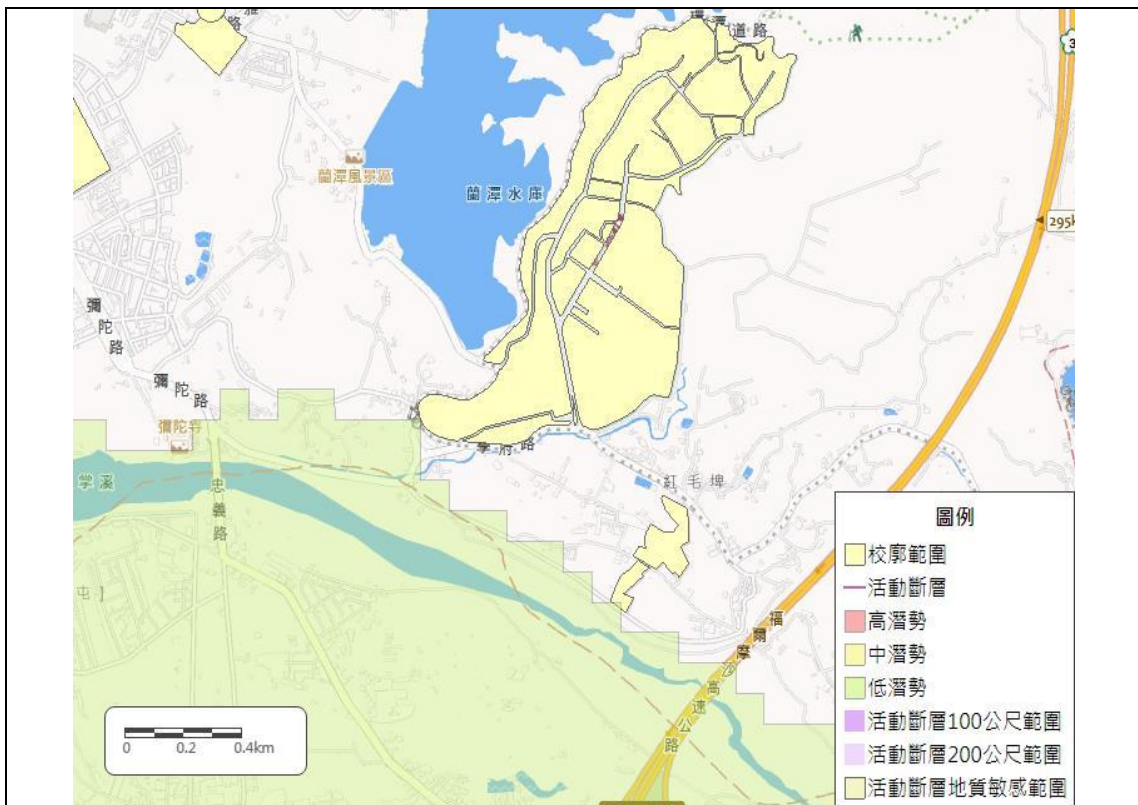 潭道路
3
蘭潭風景區
蘭潭水庫
295k
彌陀路
彌陀路
彌陀寺
學府路
忠義路
紅毛埤
屯】
福爾摩沙高速公路
0 0.2 0.4km
圖例
校廓範圍
活動斷層
高潛勢
中潛勢
低潛勢
活動斷層100公尺範圍
活動斷層200公尺範圍
活動斷層地質敏感範圍